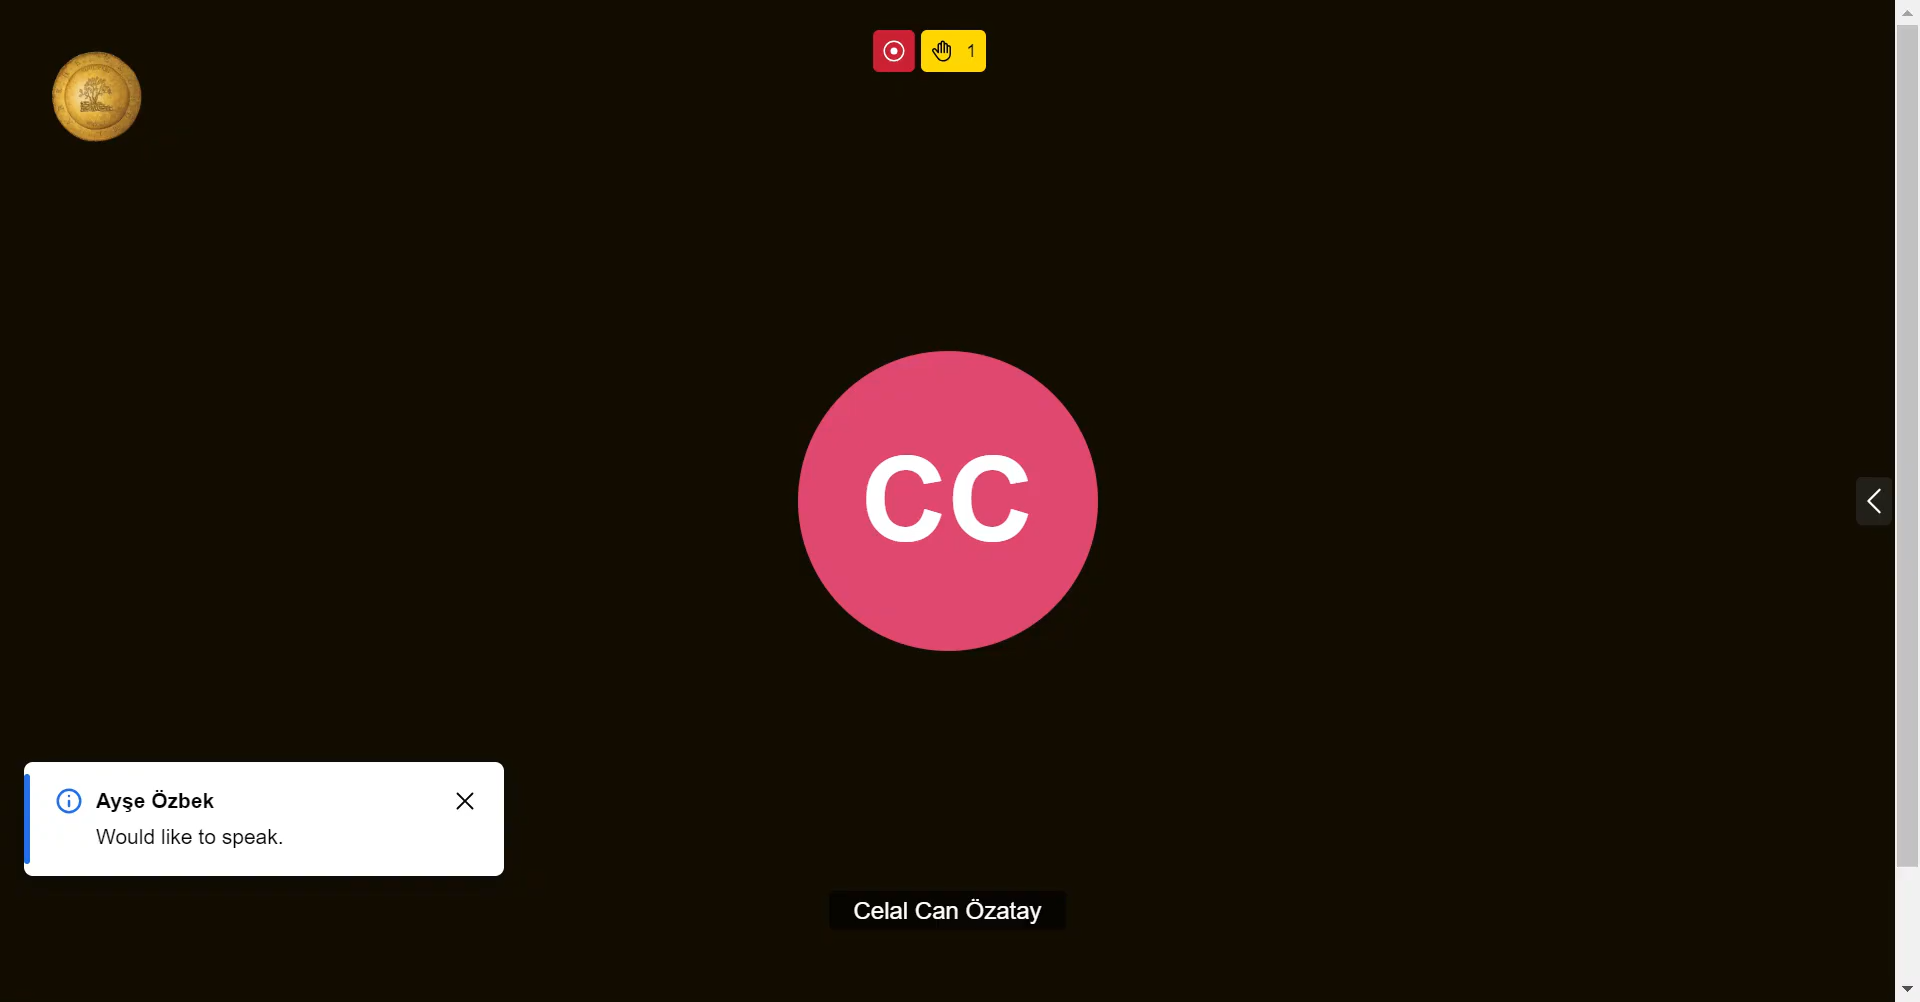 1
CC
Ayşe Özbek
Would like to speak.
Celal Can Özatay